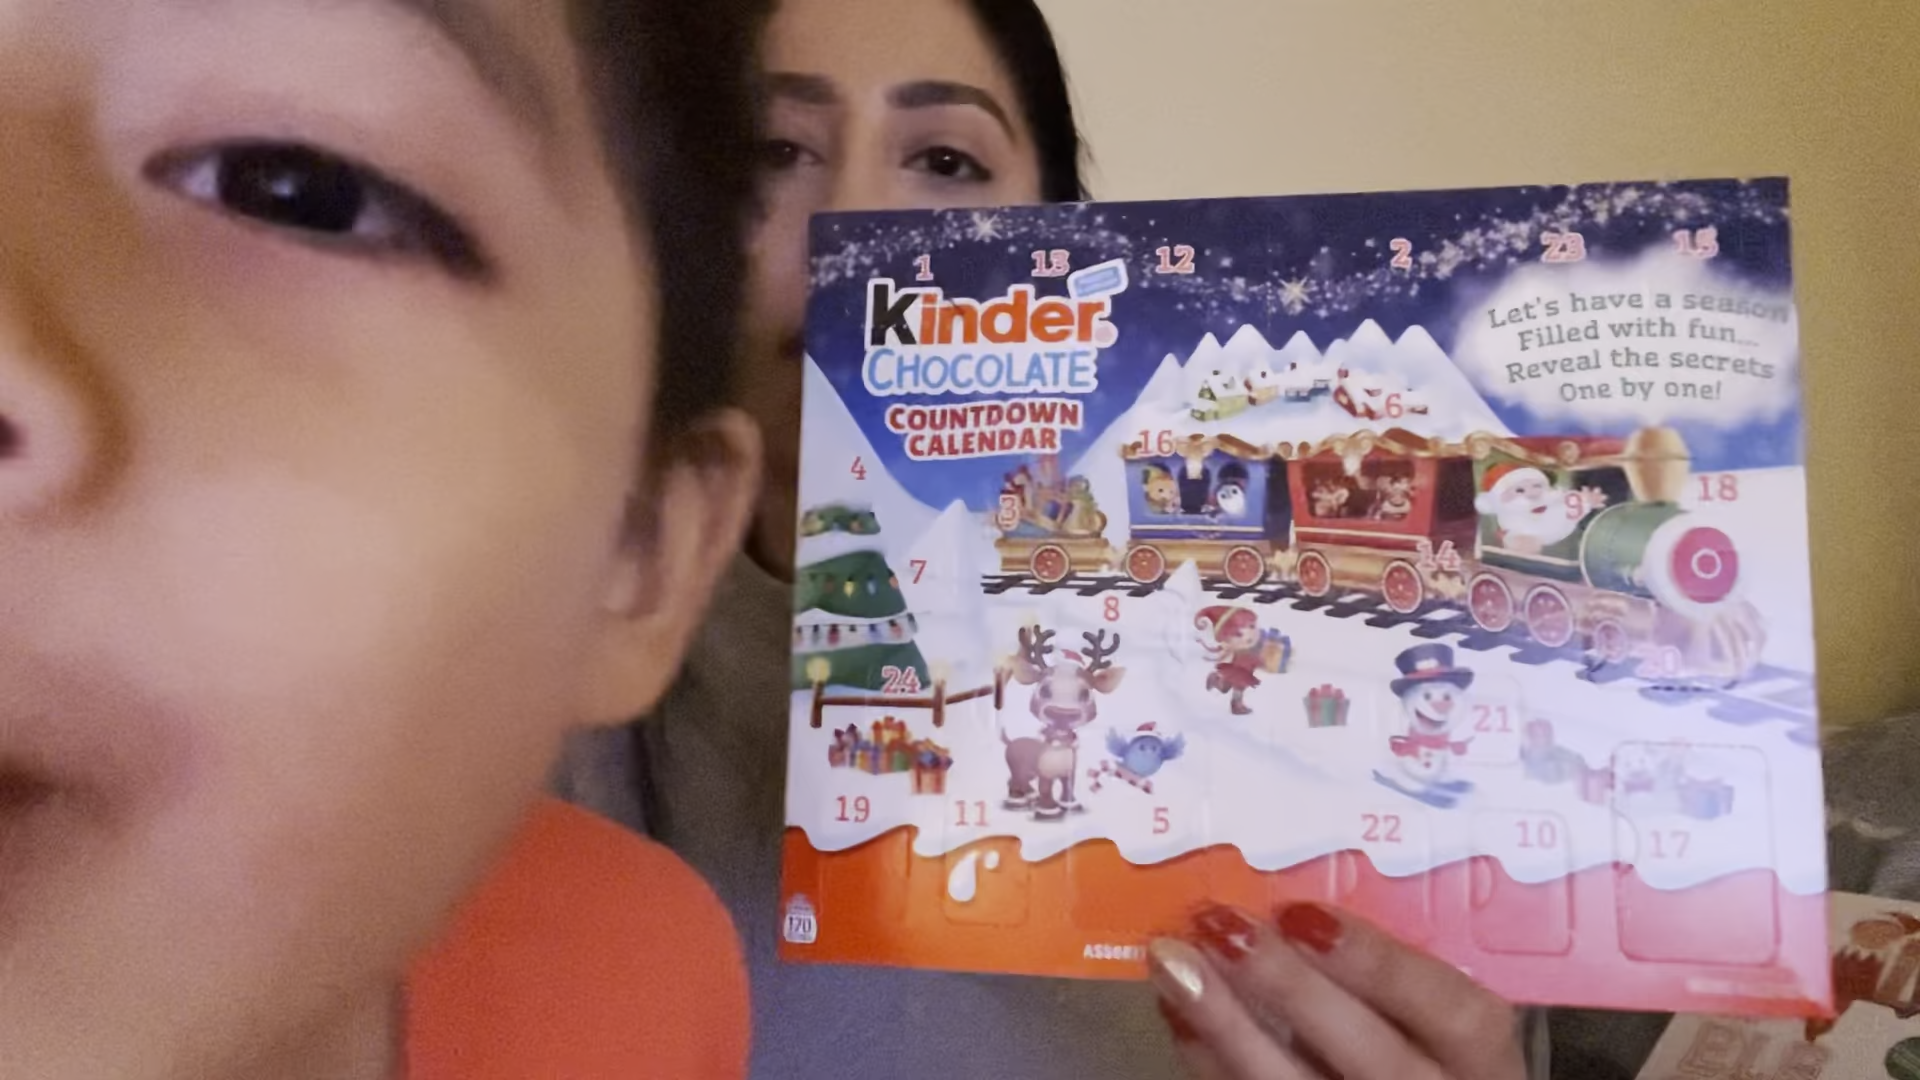 1 13 12 2 23 15
Kinder
CHOCOLATE
COUNTDOWN
CALENDAR
Let's have a season
Filled with fun...
Reveal the secrets
One by one!
6
16
4
3
9
18
14
7
8
20
24
21
19
11
5
22
10
17
170